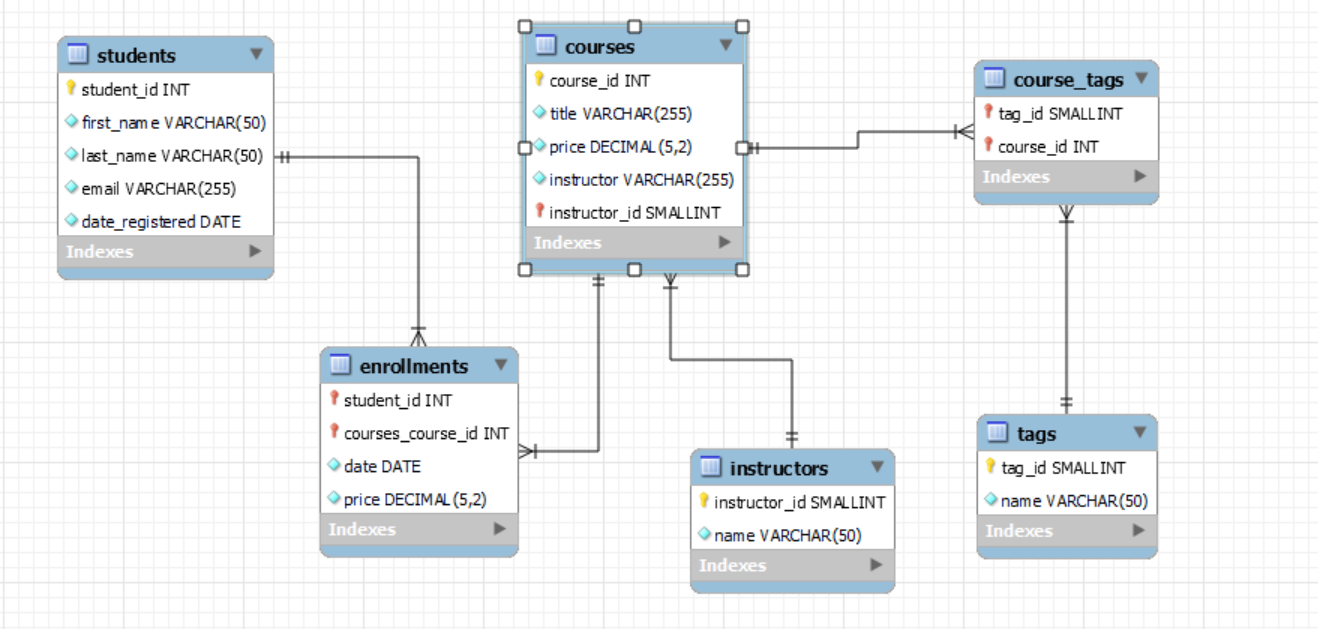 students
student_id INT
first_name VARCHAR(50)
last_name VARCHAR(50)
email VARCHAR(255)
date_registered DATE
Indexes
courses
course_id INT
title VARCHAR(255)
price DECIMAL(5,2)
instructor VARCHAR(255)
instructor_id SMALLINT
Indexes
course_tags
tag_id SMALLINT
course_id INT
Indexes
enrollments
student_id INT
courses_course_id INT
date DATE
price DECIMAL(5,2)
Indexes
instructors
instructor_id SMALLINT
name VARCHAR(50)
Indexes
tags
tag_id SMALLINT
name VARCHAR(50)
Indexes